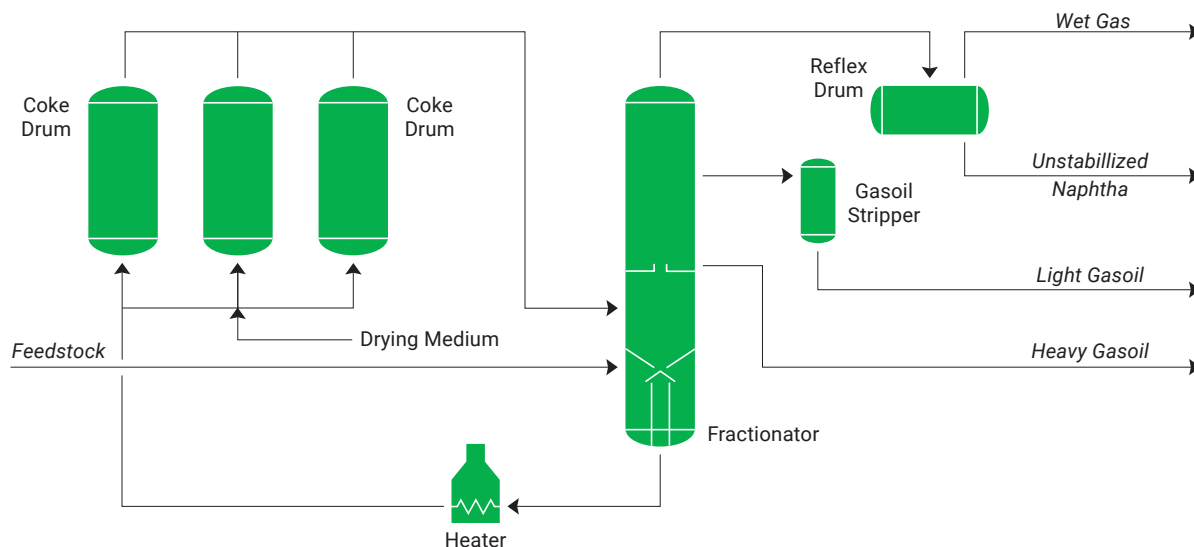 Wet Gas
Reflex
Drum
Coke
Drum
Coke
Drum
Unstabillized
Naphtha
Gasoil
Stripper
Light Gasoil
Drying Medium
Feedstock
Heavy Gasoil
Fractionator
Heater